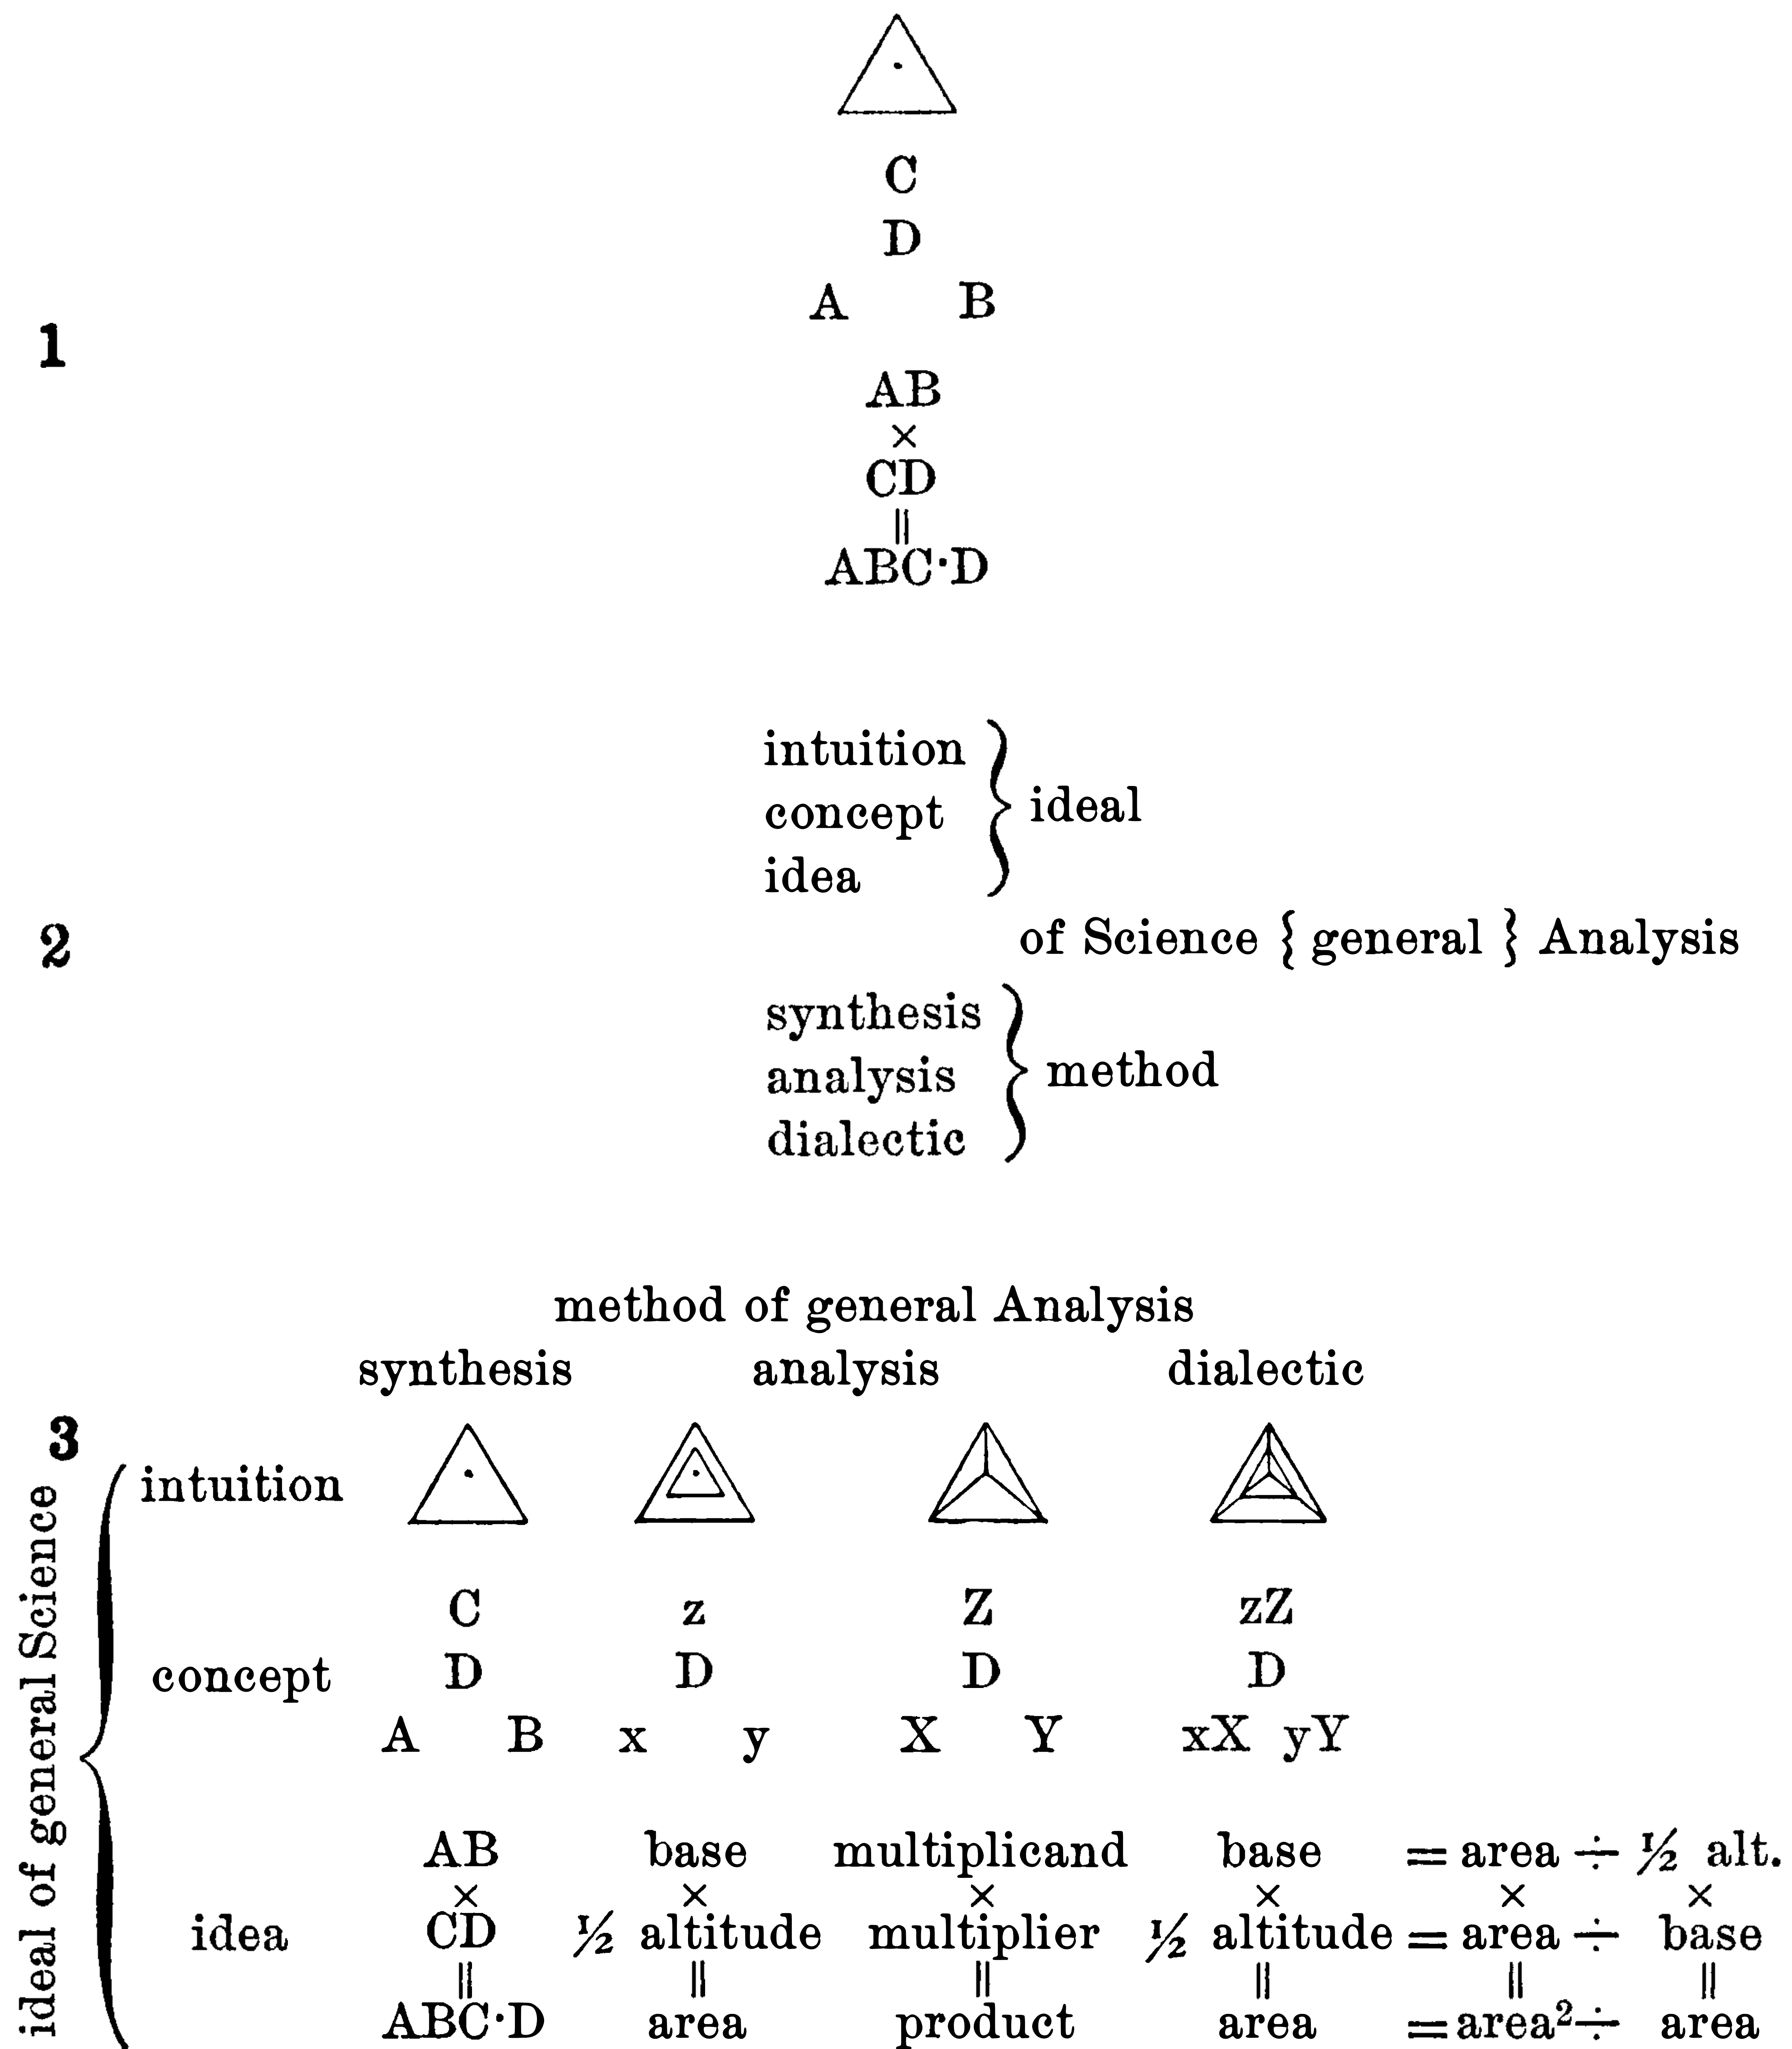 C
D
A B
1
AB
×
CD
||
ABC·D
intuition
concept } ideal
idea
2 of Science { general } Analysis
synthesis
analysis } method
dialectic
method of general Analysis
synthesis analysis dialectic
3
ideal of general Science
intuition
C z Z zZ
concept D D D D
A B x y X Y xX yY
AB base multiplicand base = area ÷ ½ alt.
× × × × × ×
idea CD ½ altitude multiplier ½ altitude = area ÷ base
|| || || || || ||
ABC·D area product area = area² ÷ area